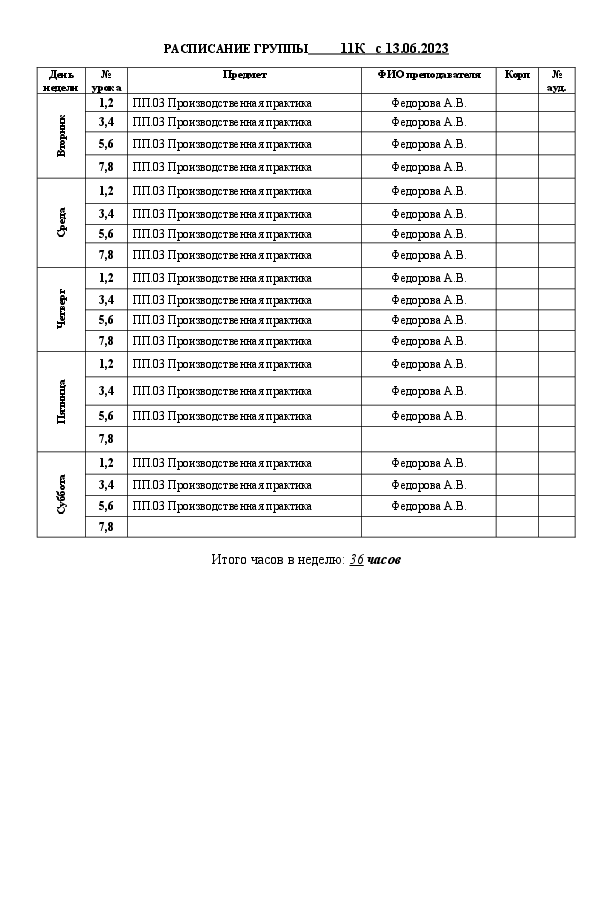 РАСПИСАНИЕ ГРУППЫ_____11К с 13.06.2023
День недели № урока Предмет ФИО преподавателя Корп № ауд.
Вторник
1,2 ПП.03 Производственная практика Федорова А.В.
3,4 ПП.03 Производственная практика Федорова А.В.
5,6 ПП.03 Производственная практика Федорова А.В.
7,8 ПП.03 Производственная практика Федорова А.В.
Среда
1,2 ПП.03 Производственная практика Федорова А.В.
3,4 ПП.03 Производственная практика Федорова А.В.
5,6 ПП.03 Производственная практика Федорова А.В.
7,8 ПП.03 Производственная практика Федорова А.В.
Четверг
1,2 ПП.03 Производственная практика Федорова А.В.
3,4 ПП.03 Производственная практика Федорова А.В.
5,6 ПП.03 Производственная практика Федорова А.В.
7,8 ПП.03 Производственная практика Федорова А.В.
Пятница
1,2 ПП.03 Производственная практика Федорова А.В.
3,4 ПП.03 Производственная практика Федорова А.В.
5,6 ПП.03 Производственная практика Федорова А.В.
7,8
Суббота
1,2 ПП.03 Производственная практика Федорова А.В.
3,4 ПП.03 Производственная практика Федорова А.В.
5,6 ПП.03 Производственная практика Федорова А.В.
7,8
Итого часов в неделю: 36 часов